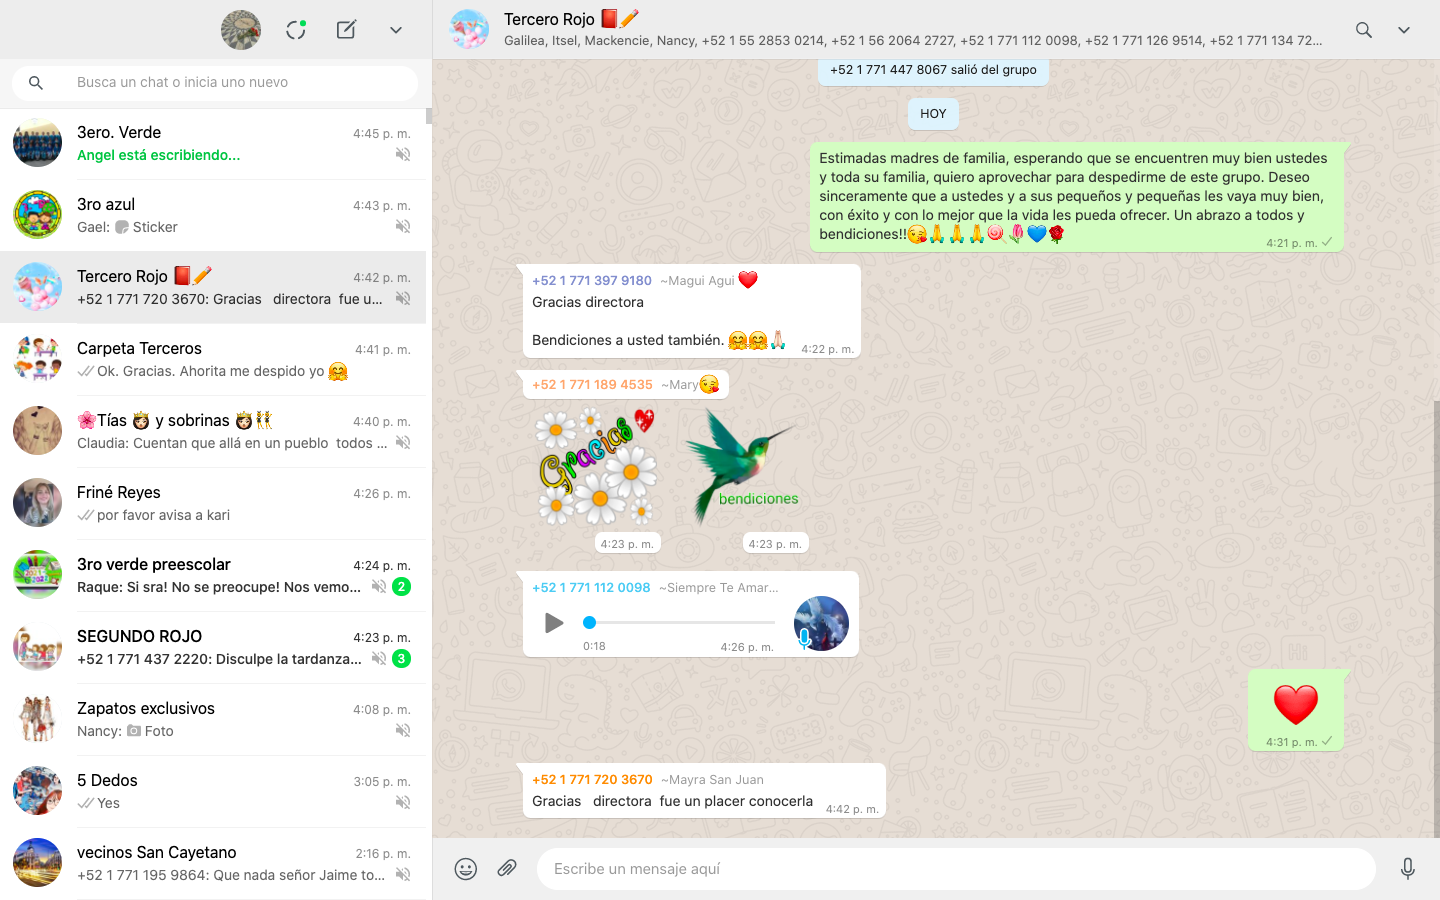 Busca un chat o inicia uno nuevo
3ero. Verde
4:45 p. m.
Angel está escribiendo...
3ro azul
4:43 p. m.
Gael: Sticker
Tercero Rojo 📕✏️
4:42 p. m.
+52 1 771 720 3670: Gracias   directora  fue u...
Carpeta Terceros
4:41 p. m.
Ok. Gracias. Ahorita me despido yo 🤗
🌸Tías 👸🏻 y sobrinas 👸🏻👯
4:40 p. m.
Claudia: Cuentan que allá en un pueblo  todos ...
Friné Reyes
4:26 p. m.
por favor avisa a kari
3ro verde preescolar
4:24 p. m.
Raque: Si sra! No se preocupe! Nos vemo...
2
SEGUNDO ROJO
4:23 p. m.
+52 1 771 437 2220: Disculpe la tardanza...
3
Zapatos exclusivos
4:08 p. m.
Nancy: Foto
5 Dedos
3:05 p. m.
Yes
vecinos San Cayetano
2:16 p. m.
+52 1 771 195 9864: Que nada señor Jaime to...
Tercero Rojo 📕✏️
Galilea, Itsel, Mackencie, Nancy, +52 1 55 2853 0214, +52 1 56 2064 2727, +52 1 771 112 0098, +52 1 771 126 9514, +52 1 771 134 72...
+52 1 771 447 8067 salió del grupo
HOY
Estimadas madres de familia, esperando que se encuentren muy bien ustedes
y toda su familia, quiero aprovechar para despedirme de este grupo. Deseo
sinceramente que a ustedes y a sus pequeños y pequeñas les vaya muy bien,
con éxito y con lo mejor que la vida les pueda ofrecer. Un abrazo a todos y
bendiciones!!😘🙏🙏🙏🍭🌷💙🌹
4:21 p. m.
+52 1 771 397 9180 ~Magui Agui ❤️
Gracias directora
Bendiciones a usted también. 🤗🤗🙏🏻
4:22 p. m.
+52 1 771 189 4535 ~Mary😘
Gracias
bendiciones
4:23 p. m.
4:23 p. m.
+52 1 771 112 0098 ~Siempre Te Amar...
0:18
4:26 p. m.
❤️
4:31 p. m.
+52 1 771 720 3670 ~Mayra San Juan
Gracias   directora  fue un placer conocerla
4:42 p. m.
Escribe un mensaje aquí